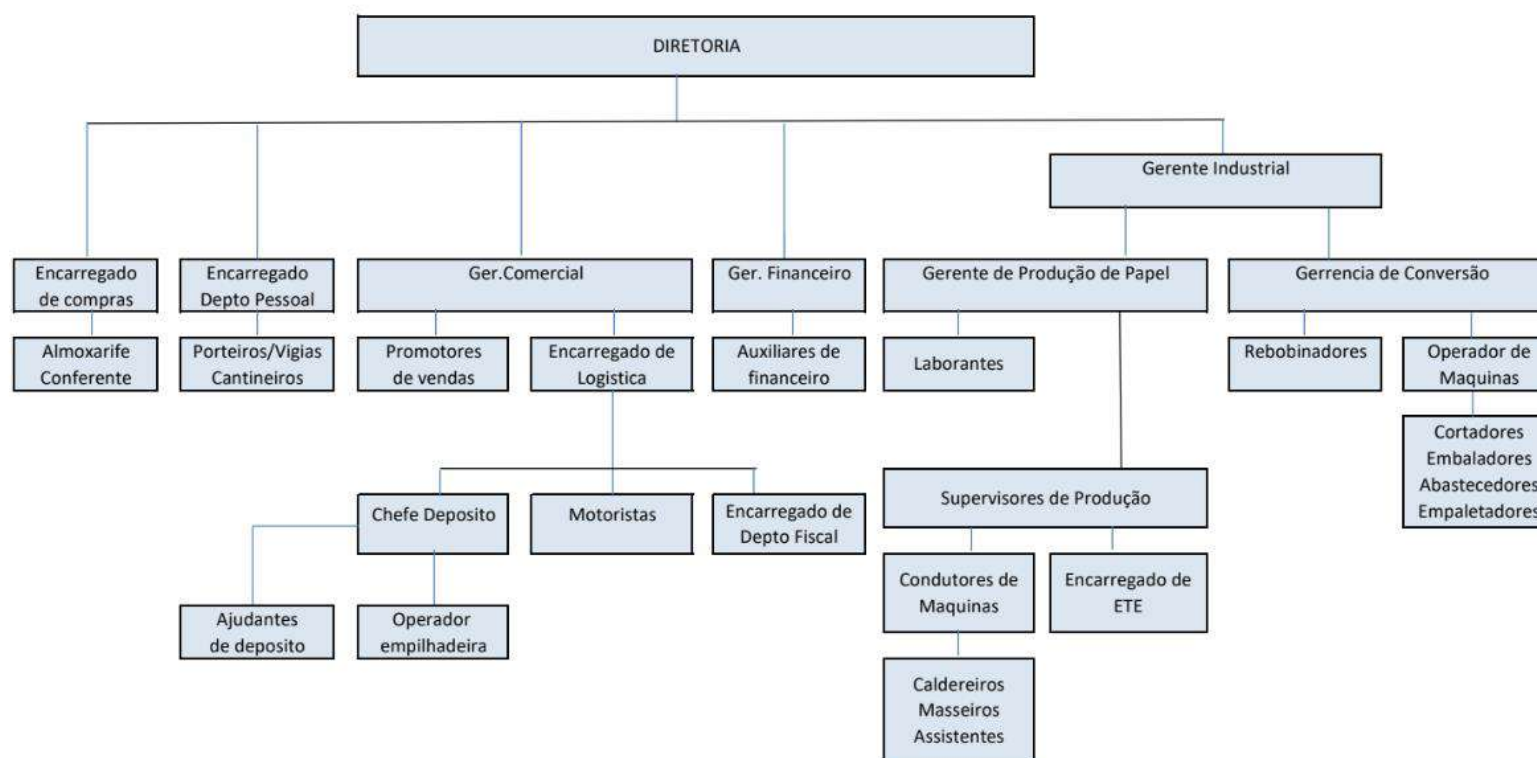 DIRETORIA
Gerente Industrial
Encarregado
de compras
Encarregado
Depto Pessoal
Ger.Comercial
Ger. Financeiro
Gerente de Produção de Papel
Gerrencia de Conversão
Almoxarife
Conferente
Porteiros/Vigias
Cantineiros
Promotores
de vendas
Encarregado de
Logistica
Auxiliares de
financeiro
Laborantes
Rebobinadores
Operador de
Maquinas
Cortadores
Embaladores
Abastecedores
Empaletadores
Chefe Deposito
Motoristas
Encarregado de
Depto Fiscal
Supervisores de Produção
Condutores de
Maquinas
Encarregado de
ETE
Ajudantes
de deposito
Operador
empilhadeira
Caldereiros
Masseiros
Assistentes